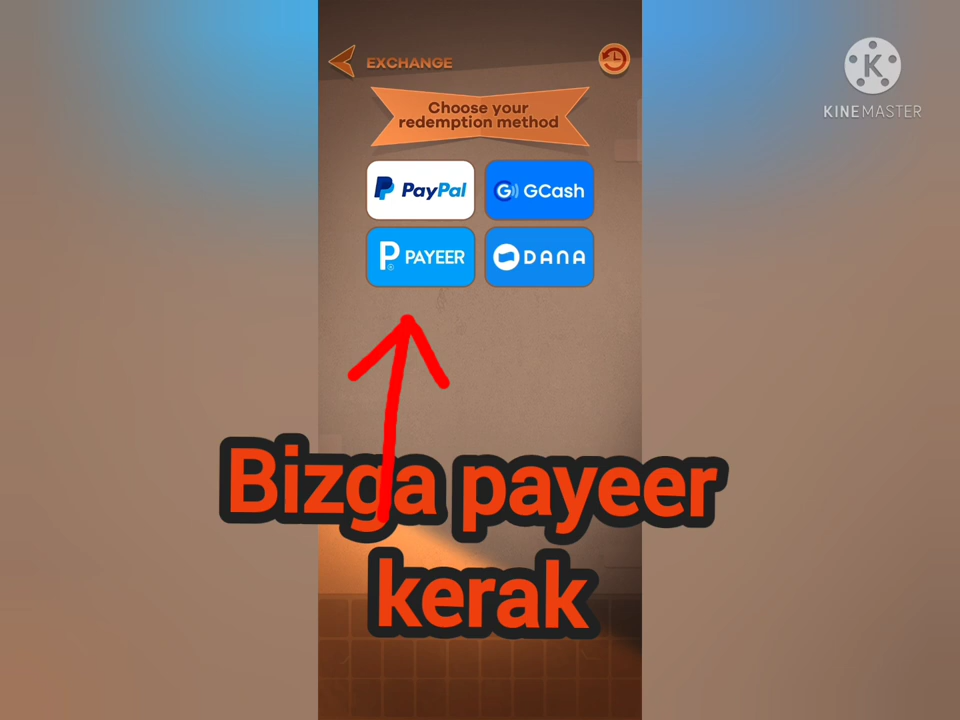 EXCHANGE
Choose your
redemption method
PayPal
GCash
PAYEER
DANA
K
KINEMASTER
Bizga payeer
kerak